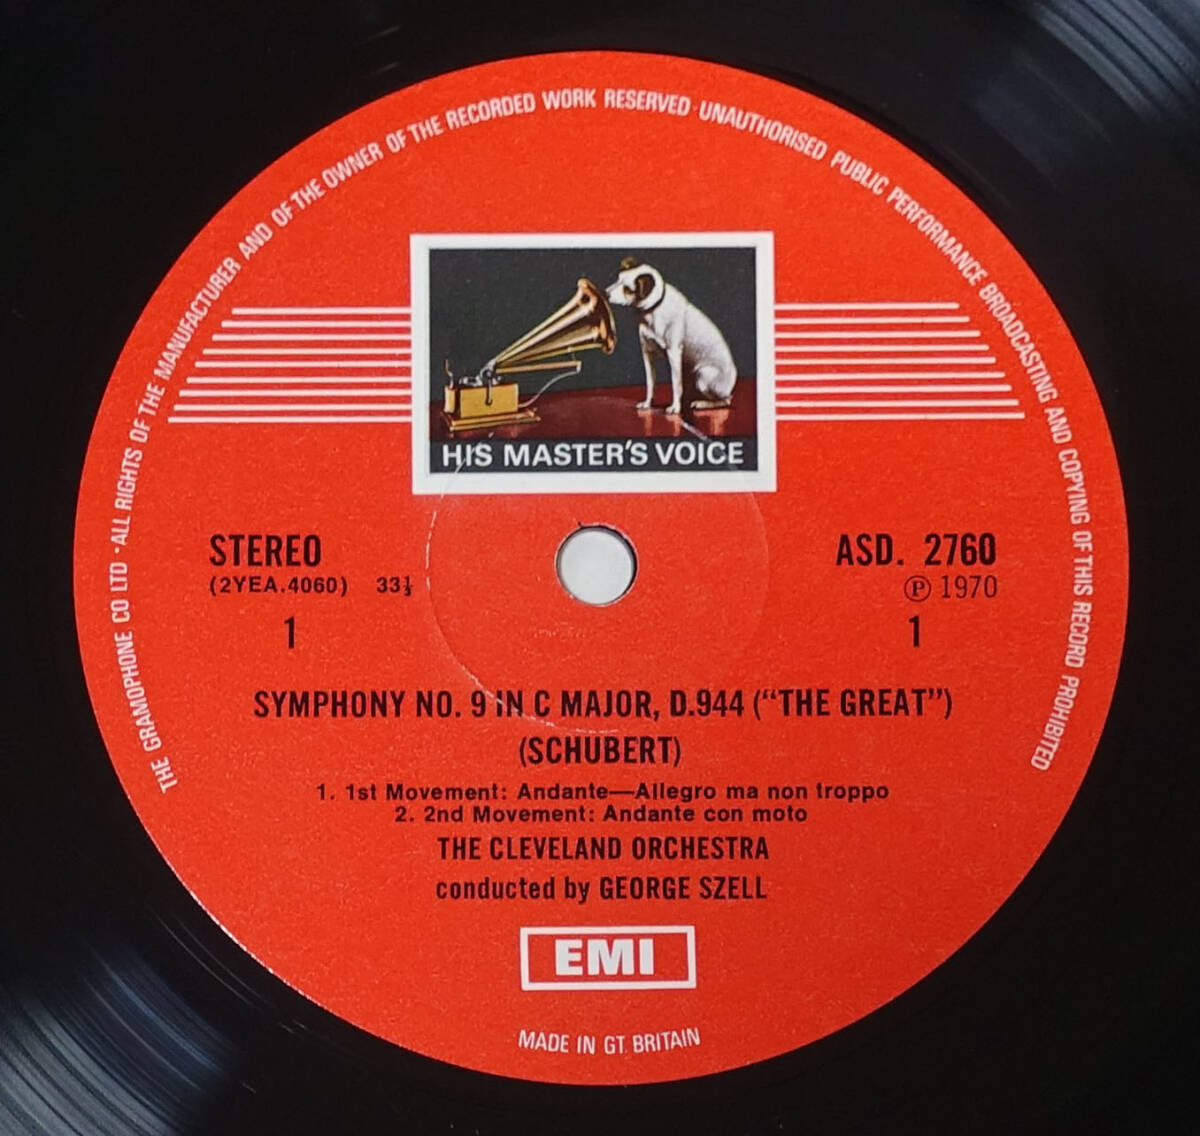 THE GRAMOPHONE CO LTD · ALL RIGHTS OF THE MANUFACTURER AND OF THE OWNER OF THE RECORDED WORK RESERVED · UNAUTHORISED PUBLIC PERFORMANCE BROADCASTING AND COPYING OF THIS RECORD PROHIBITED
HIS MASTER'S VOICE
STEREO
(2YEA.4060) 33⅓
1
ASD. 2760
℗ 1970
1
SYMPHONY NO. 9 IN C MAJOR, D.944 (“THE GREAT”)
(SCHUBERT)
1. 1st Movement: Andante—Allegro ma non troppo
2. 2nd Movement: Andante con moto
THE CLEVELAND ORCHESTRA
conducted by GEORGE SZELL
EMI
MADE IN GT. BRITAIN